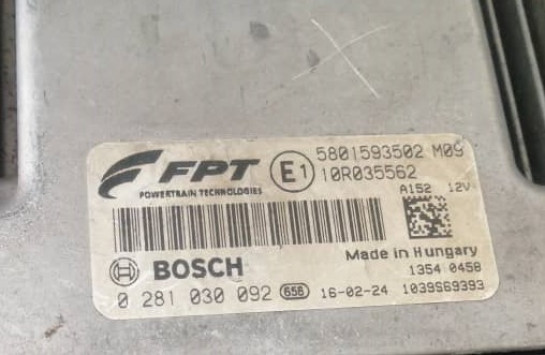 FPT
POWERTRAIN TECHNOLOGIES
E1
5801593502 M09
10R035562
A152 12V
Made in Hungary
BOSCH
1354 0458
0 281 030 092 656 16-02-24 1039S69393